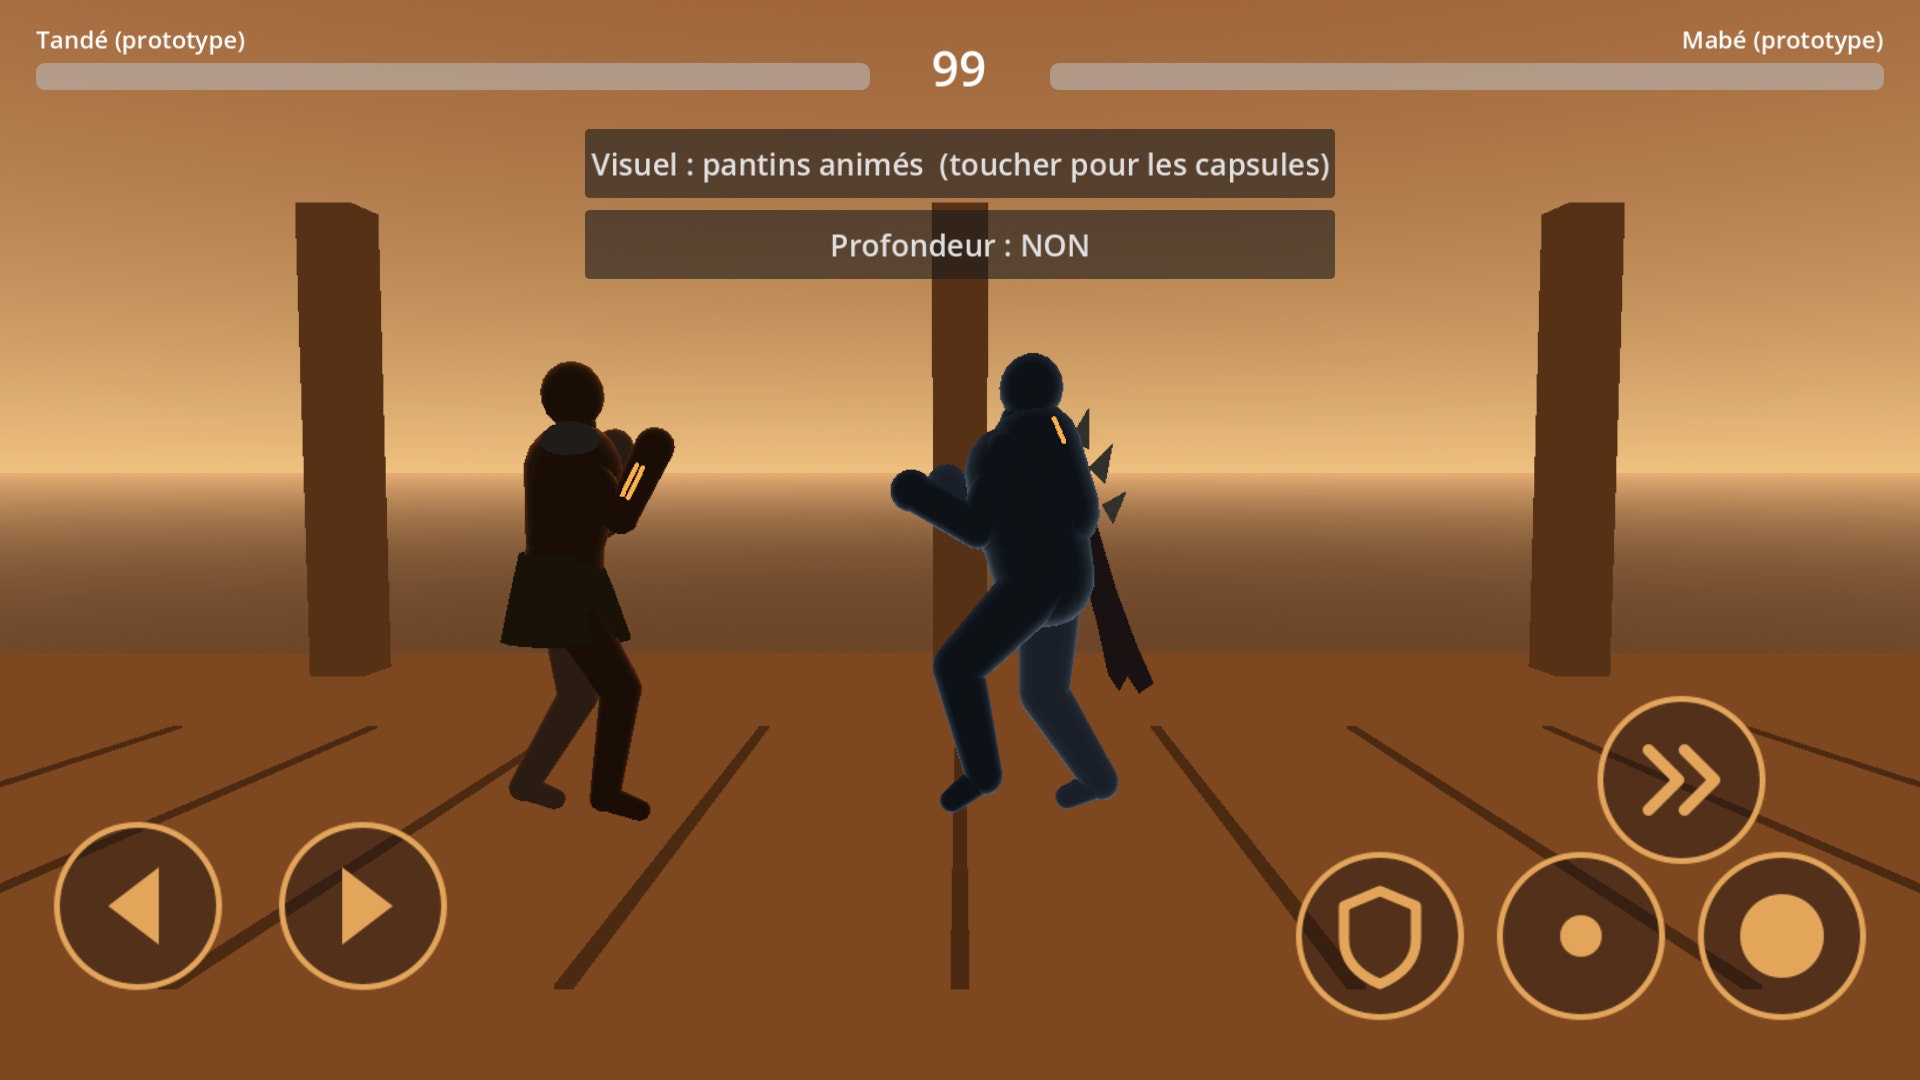 Tandé (prototype)
99
Mabé (prototype)
Visuel : pantins animés  (toucher pour les capsules)
Profondeur : NON